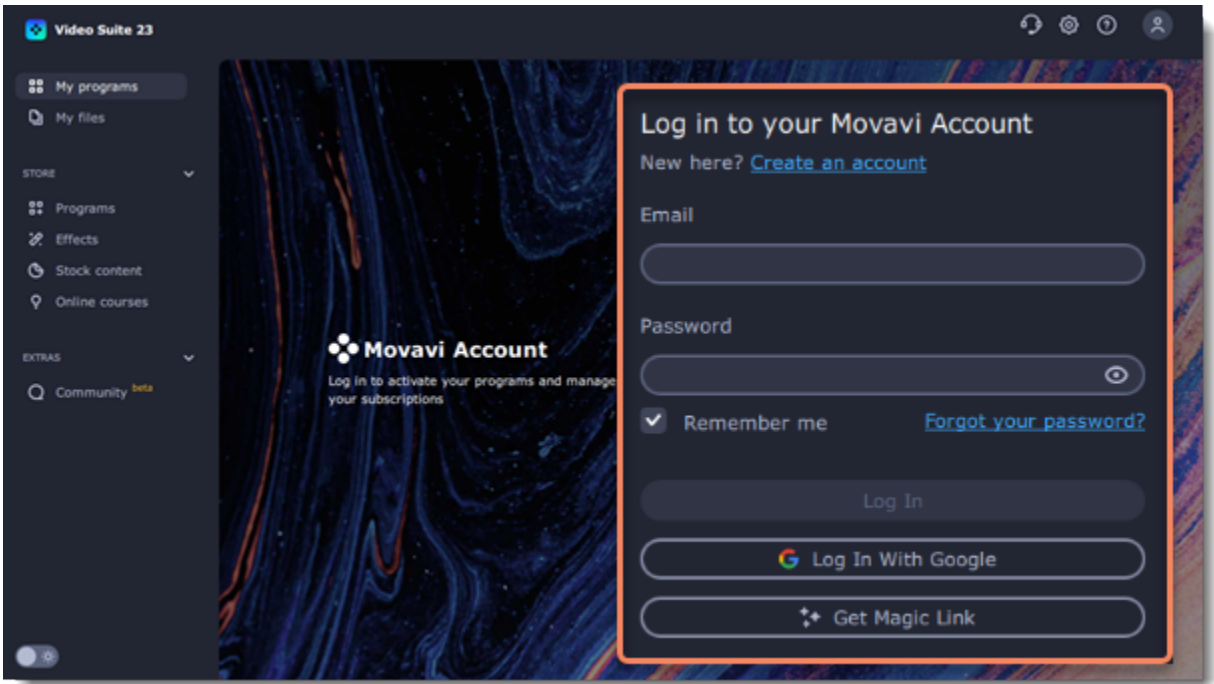 Video Suite 23
My programs
My files
STORE
Programs
Effects
Stock content
Online courses
EXTRAS
Community beta
Movavi Account
Log in to activate your programs and manage
your subscriptions
Log in to your Movavi Account
New here? Create an account
Email
Password
Remember me
Forgot your password?
Log In
Log In With Google
Get Magic Link